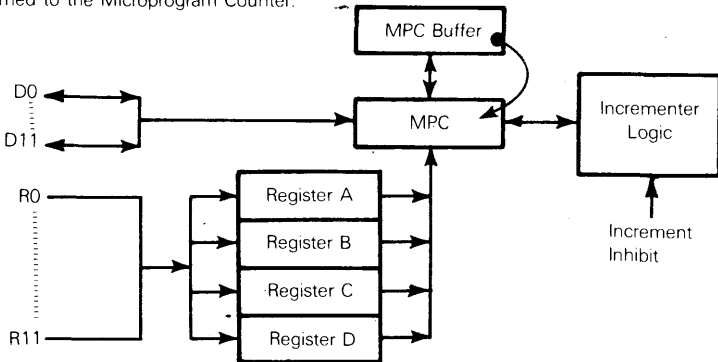 rned to the Microprogram Counter.
MPC Buffer
D0
D11
MPC
Incrementer
Logic
R0
Register A
Register B
Register C
Register D
R11
Increment
Inhibit